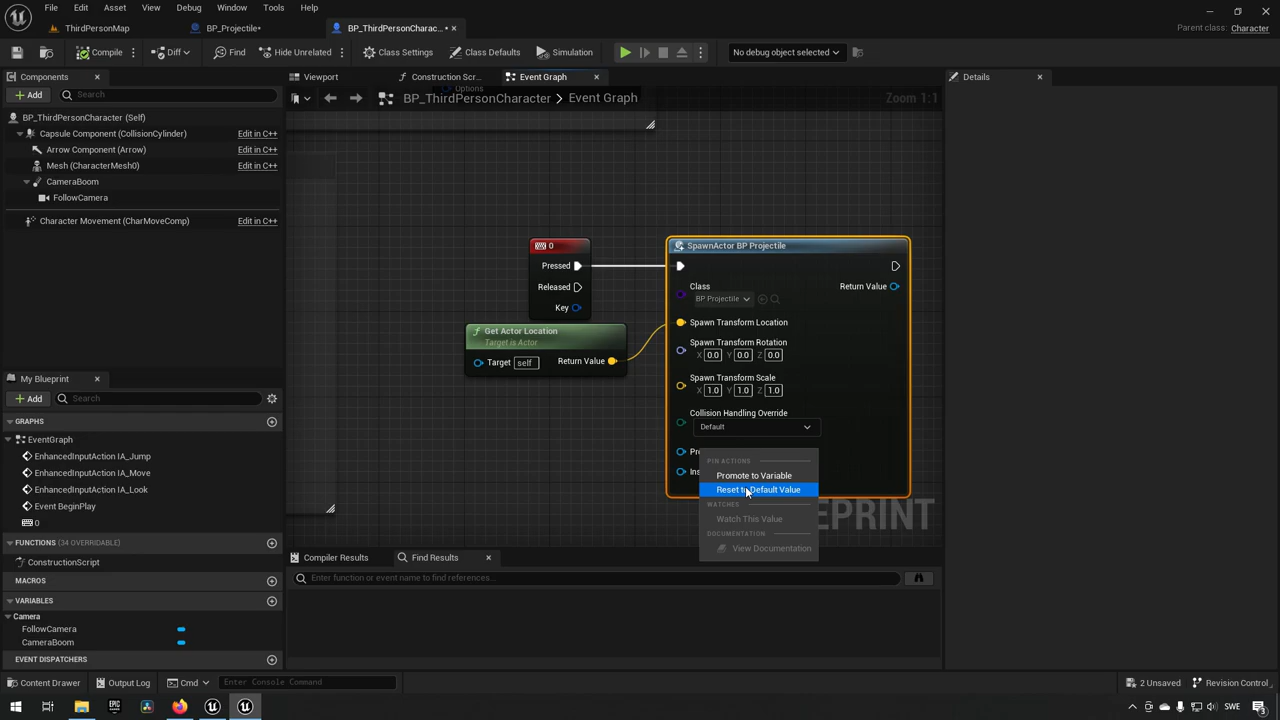 File Edit Asset View Debug Window Tools Help
ThirdPersonMap BP_Projectile* BP_ThirdPersonCharac... *
Parent class: Character
Compile Diff Find Hide Unrelated Class Settings Class Defaults Simulation No debug object selected
Components Viewport Construction Scr... Event Graph Details
Add Search
Options
BP_ThirdPersonCharacter > Event Graph Zoom 1:1
BP_ThirdPersonCharacter (Self)
Capsule Component (CollisionCylinder) Edit in C++
Arrow Component (Arrow) Edit in C++
Mesh (CharacterMesh0) Edit in C++
CameraBoom
FollowCamera
Character Movement (CharMoveComp) Edit in C++
0
Pressed
Released
Key
Get Actor Location
Target is Actor
Target self Return Value
SpawnActor BP Projectile
Class Return Value
BP Projectile
Spawn Transform Location
Spawn Transform Rotation
X 0.0 Y 0.0 Z 0.0
Spawn Transform Scale
X 1.0 Y 1.0 Z 1.0
Collision Handling Override
Default
PIN ACTIONS
Promote to Variable
Reset to Default Value
WATCHES
Watch This Value
DOCUMENTATION
View Documentation
My Blueprint
Add Search
GRAPHS
EventGraph
EnhancedInputAction IA_Jump
EnhancedInputAction IA_Move
EnhancedInputAction IA_Look
Event BeginPlay
0
FUNCTIONS (34 OVERRIDABLE)
ConstructionScript
MACROS
VARIABLES
Camera
FollowCamera
CameraBoom
EVENT DISPATCHERS
Compiler Results Find Results
Enter function or event name to find references...
Content Drawer Output Log Cmd Enter Console Command 2 Unsaved Revision Control
SWE